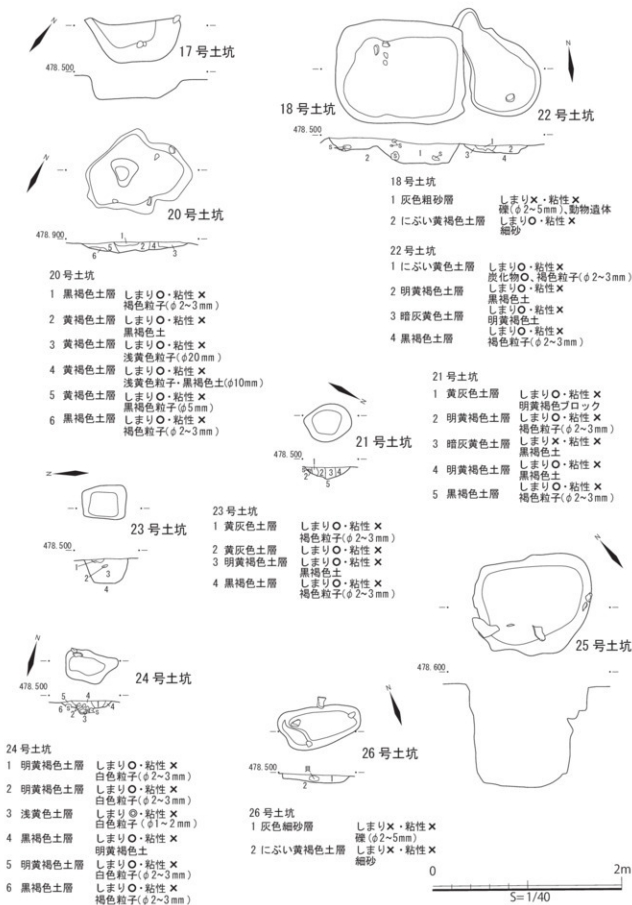 17号土坑
N
478.500
N
20号土坑
478.900
1
5 2 4
6 3
20号土坑
1 黒褐色土層 しまり○・粘性×
褐色粒子(φ2~3mm)
2 黄褐色土層 しまり○・粘性×
黒褐色土
3 黄褐色土層 しまり○・粘性×
浅黄色粒子(φ20mm)
4 黄褐色土層 しまり○・粘性×
浅黄色粒子・黒褐色土(φ10mm)
5 黄褐色土層 しまり○・粘性×
黒褐色粒子(φ5mm)
6 黒褐色土層 しまり○・粘性×
褐色粒子(φ2~3mm)
N
18号土坑
22号土坑
478.500
S 2 S S 1 S
1 2 3 4
18号土坑
1 灰色粗砂層 しまり×・粘性×
礫(φ2~5mm)、動物遺体
2 にぶい黄褐色土層 しまり○・粘性×
細砂
22号土坑
1 にぶい黄色土層 しまり○・粘性×
炭化物○、褐色粒子(φ2~3mm)
2 明黄褐色土層 しまり○・粘性×
黒褐色土
3 暗灰黄色土層 しまり○・粘性×
明黄褐色土
4 黒褐色土層 しまり○・粘性×
褐色粒子(φ2~3mm)
N
21号土坑
478.500
1
2 2 3 4
5
21号土坑
1 黄灰色土層 しまり○・粘性×
明黄褐色ブロック
2 明黄褐色土層 しまり○・粘性×
褐色粒子(φ2~3mm)
3 暗灰黄色土層 しまり×・粘性×
黒褐色土
4 明黄褐色土層 しまり○・粘性×
黒褐色土
5 黒褐色土層 しまり○・粘性×
褐色粒子(φ2~3mm)
N
23号土坑
478.500
1
2 3
4
23号土坑
1 黄灰色土層 しまり○・粘性×
褐色粒子(φ2~3mm)
2 黄灰色土層 しまり○・粘性×
3 明黄褐色土層 しまり○・粘性×
黒褐色土
4 黒褐色土層 しまり○・粘性×
褐色粒子(φ2~3mm)
N
25号土坑
478.600
N
24号土坑
478.500
5 4
6 4
2 3
24号土坑
1 明黄褐色土層 しまり○・粘性×
白色粒子(φ2~3mm)
2 明黄褐色土層 しまり○・粘性×
白色粒子(φ2~3mm)
3 浅黄色土層 しまり◎・粘性×
白色粒子(φ1~2mm)
4 黒褐色土層 しまり○・粘性×
明黄褐色土
5 明黄褐色土層 しまり○・粘性×
白色粒子(φ2~3mm)
6 黒褐色土層 しまり○・粘性×
褐色粒子(φ2~3mm)
N
26号土坑
478.500
2 1
26号土坑
1 灰色細砂層 しまり×・粘性×
礫(φ2~5mm)
2 にぶい黄褐色土層 しまり×・粘性×
細砂
0 2m
S=1/40